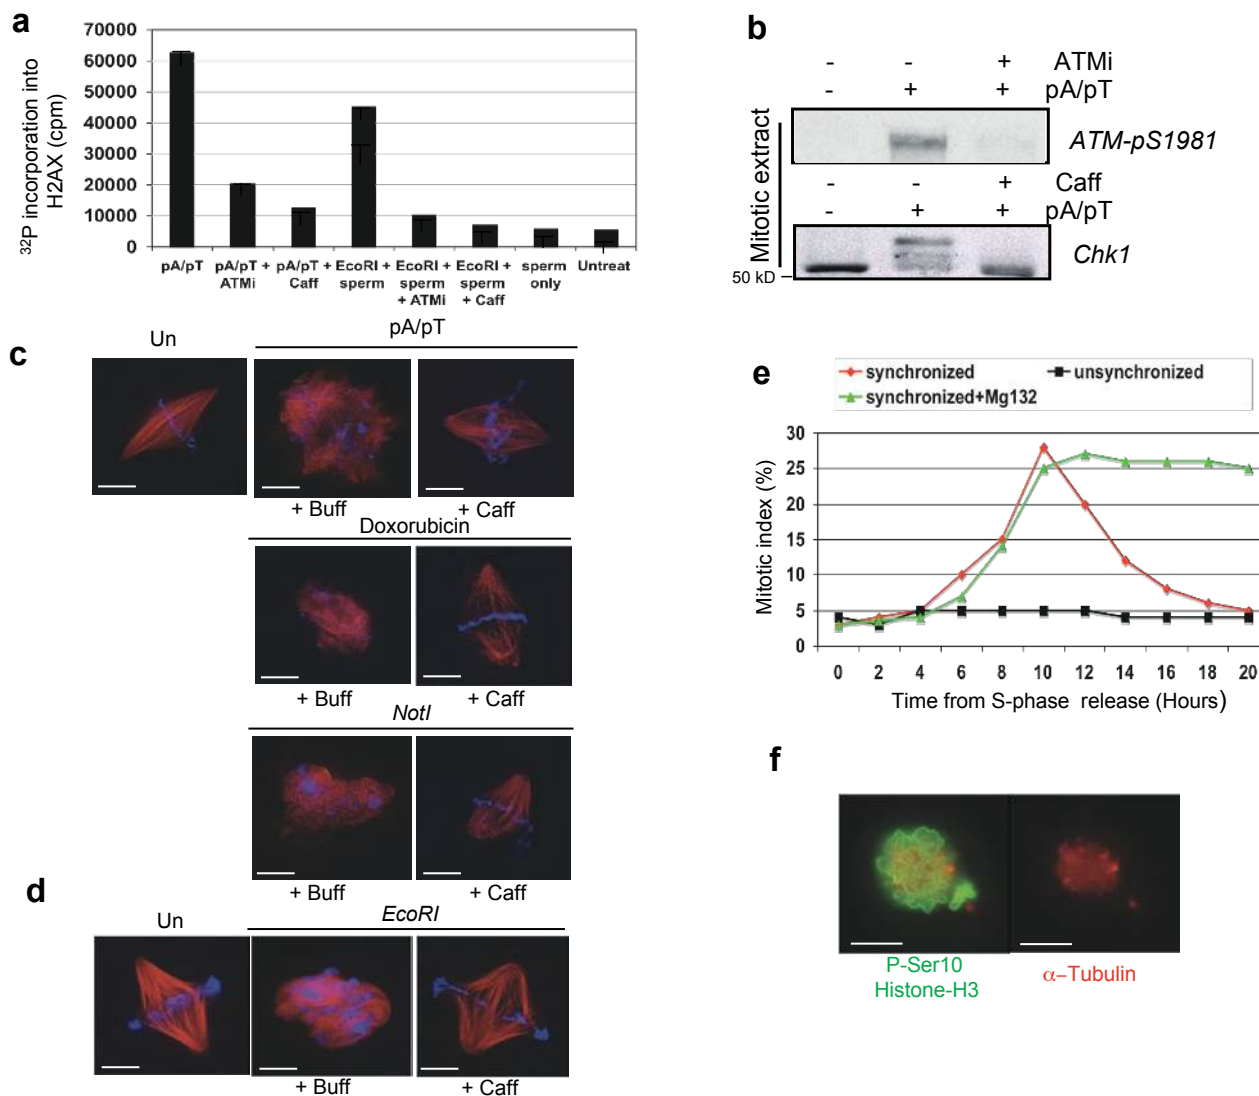 a
70000
60000
50000
40000
30000
20000
10000
0
³²P incorporation into
H2AX (cpm)
pA/pT
pA/pT +
ATMi
pA/pT +
Caff
EcoRI +
sperm
EcoRI +
sperm
+ ATMi
EcoRI +
sperm
+ Caff
sperm
only
Untreat
b
- - + ATMi
- + + pA/pT
ATM-pS1981
- - + Caff
- + + pA/pT
Chk1
50 kD
Mitotic extract
c
Un
pA/pT
+ Buff
+ Caff
Doxorubicin
+ Buff
+ Caff
NotI
+ Buff
+ Caff
d
Un
EcoRI
+ Buff
+ Caff
e
synchronized
unsynchronized
synchronized+Mg132
30
25
20
15
10
5
0
Mitotic index (%)
0 2 4 6 8 10 12 14 16 18 20
Time from S-phase release (Hours)
f
P-Ser10
Histone-H3
α–Tubulin